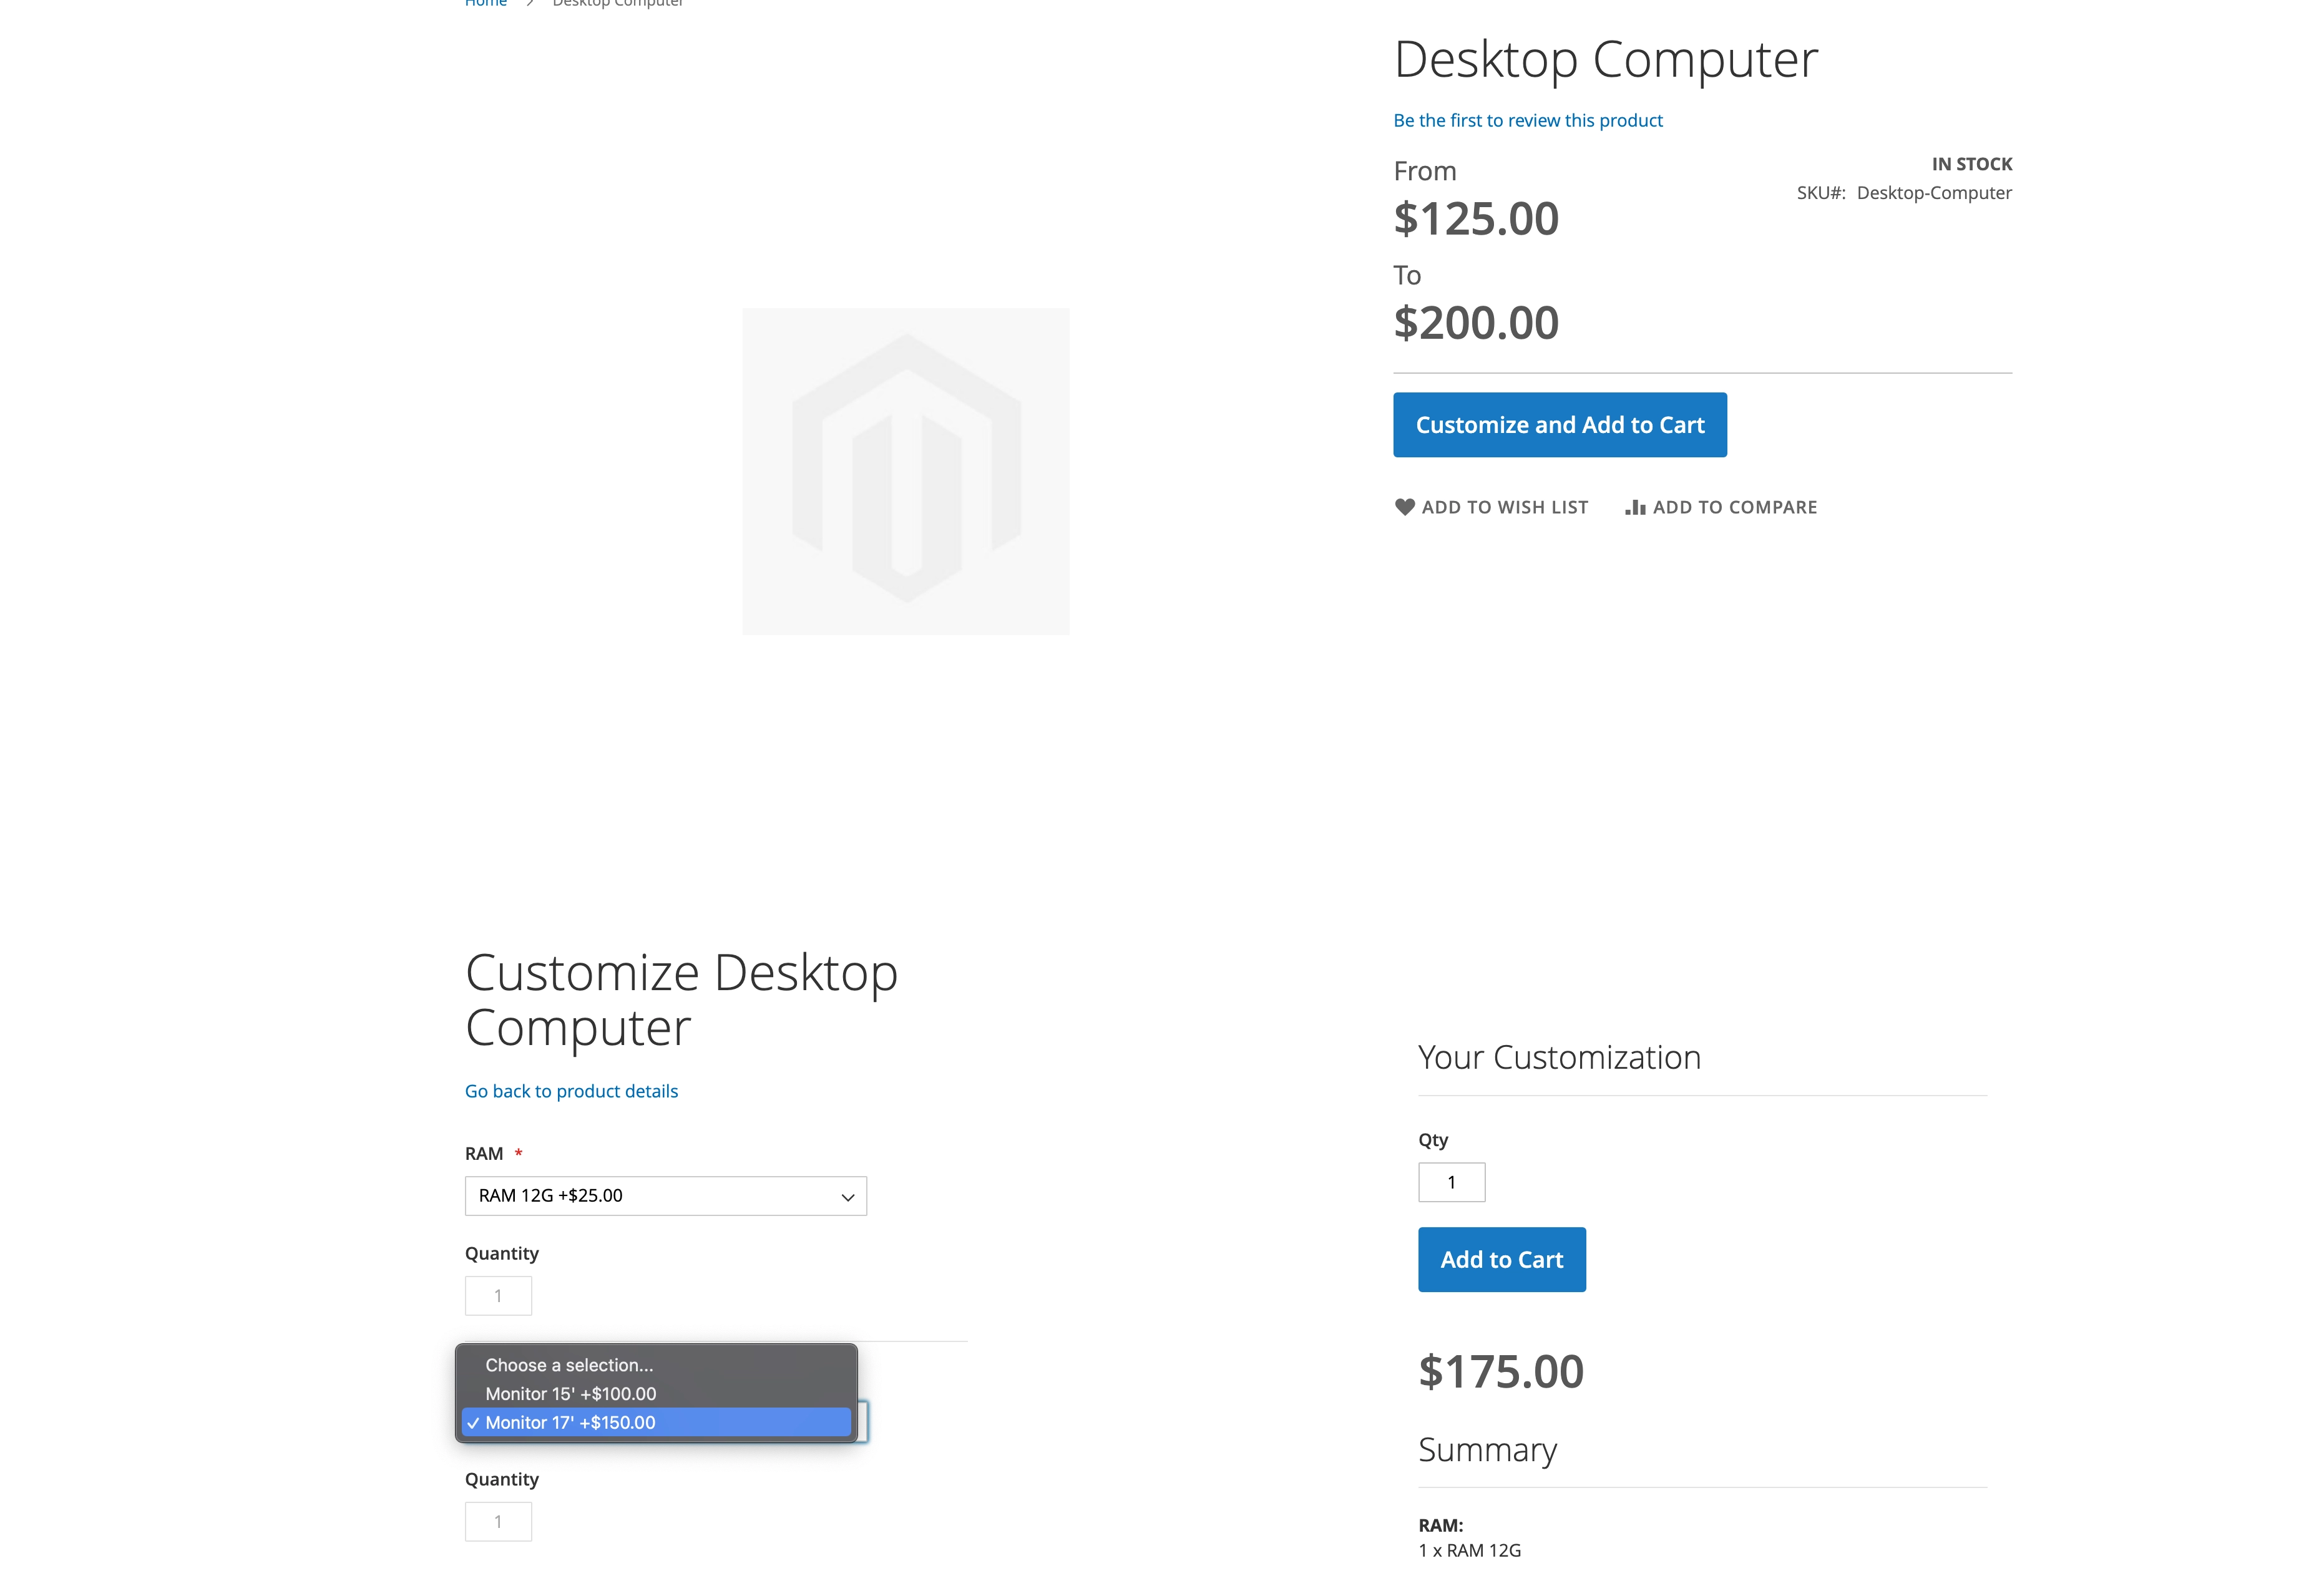 Home > Desktop Computer
Desktop Computer
Be the first to review this product
From
$125.00
IN STOCK
SKU#: Desktop-Computer
To
$200.00
Customize and Add to Cart
ADD TO WISH LIST
ADD TO COMPARE
Customize Desktop
Computer
Go back to product details
RAM *
RAM 12G +$25.00
Quantity
1
Choose a selection...
Monitor 15' +$100.00
✓ Monitor 17' +$150.00
Quantity
1
Your Customization
Qty
1
Add to Cart
$175.00
Summary
RAM:
1 x RAM 12G